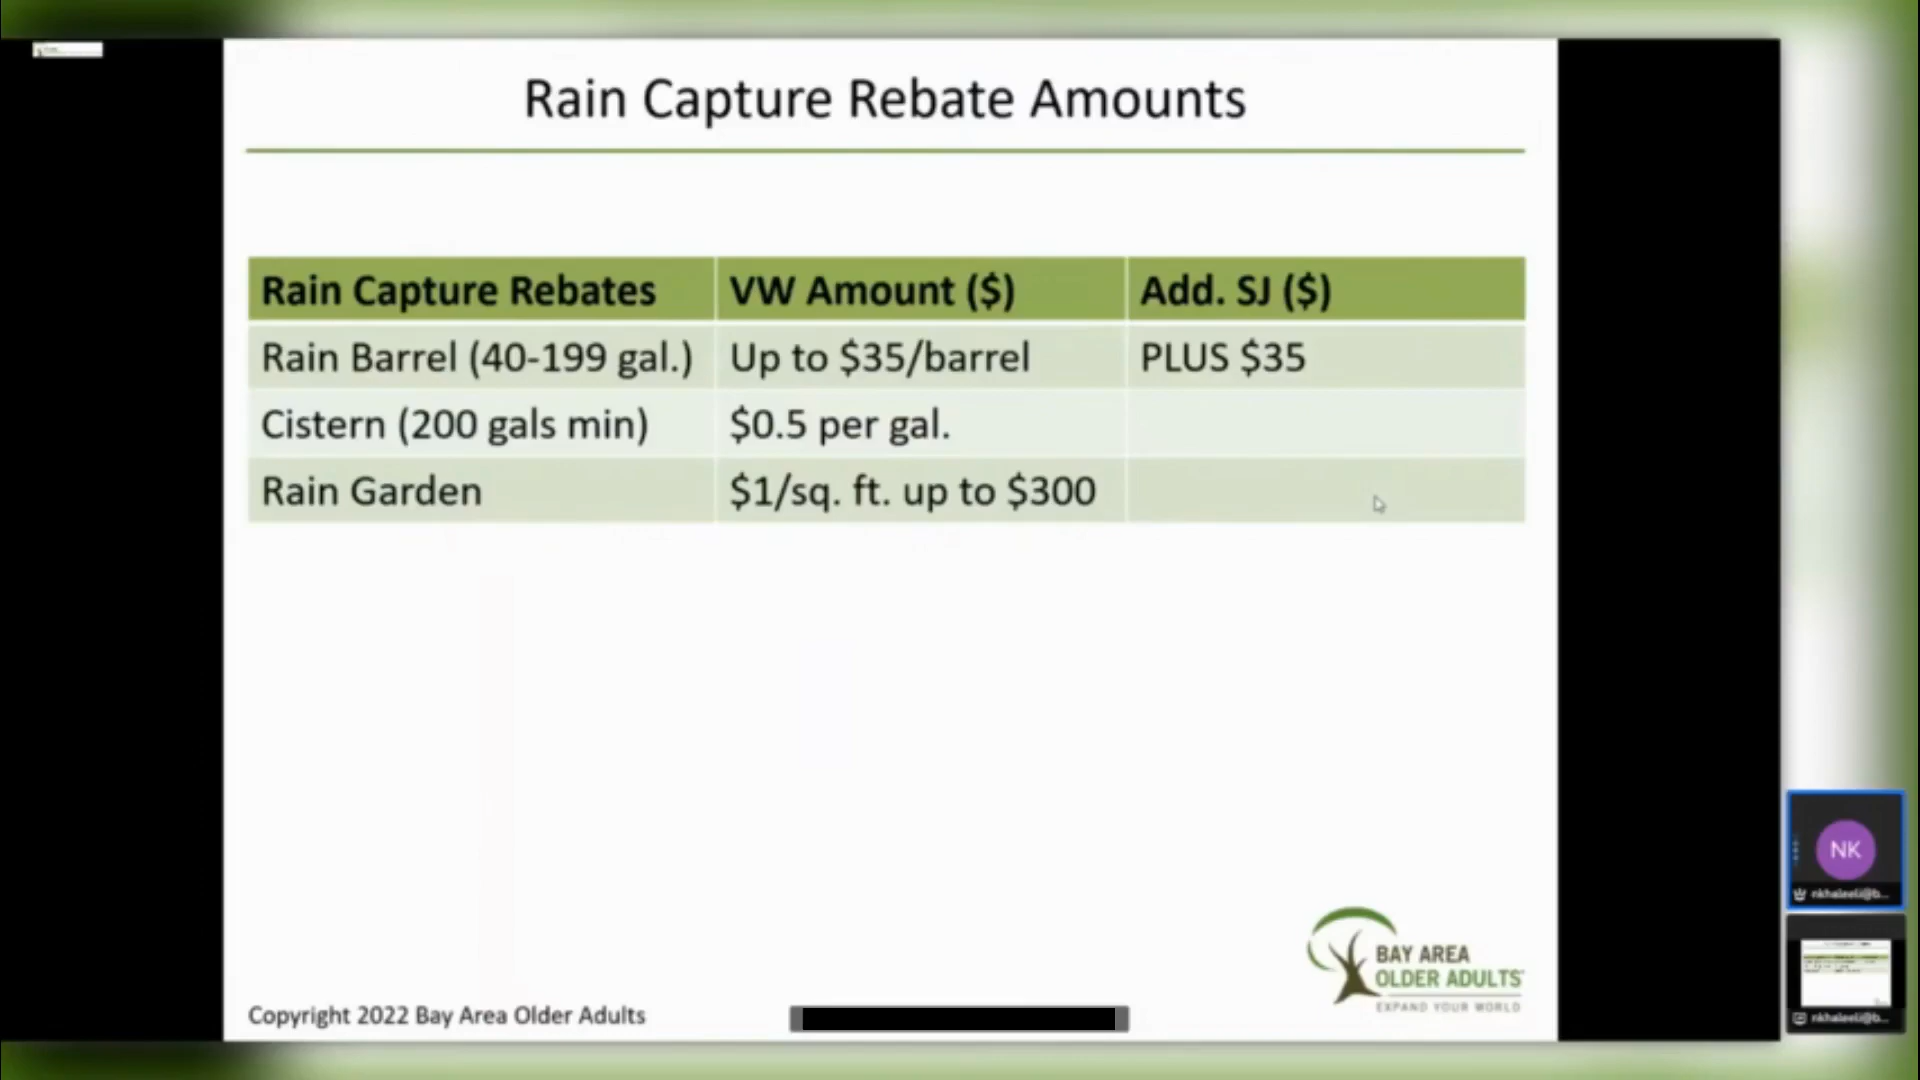 Rain Capture Rebate Amounts
Rain Capture Rebates VW Amount ($) Add. SJ ($)
Rain Barrel (40-199 gal.) Up to $35/barrel PLUS $35
Cistern (200 gals min) $0.5 per gal.
Rain Garden $1/sq. ft. up to $300
NK
nkhaleeli@b...
BAY AREA
OLDER ADULTS
EXPAND YOUR WORLD
Copyright 2022 Bay Area Older Adults
nkhaleeli@b...